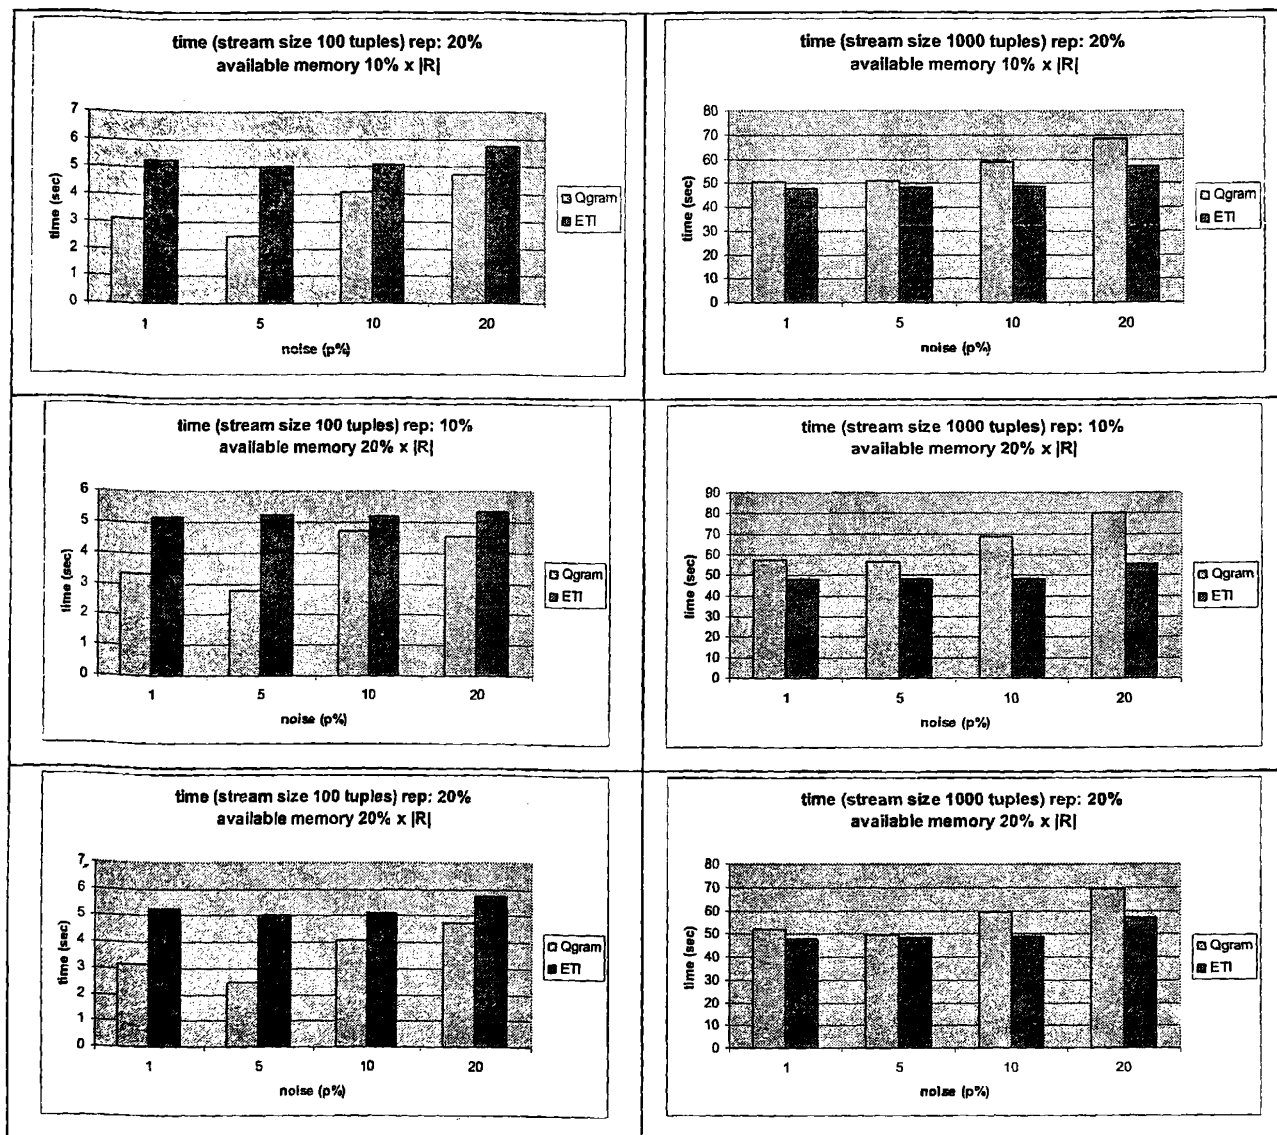 time (stream size 100 tuples) rep: 20%
available memory 10% x |R|
7
6
5
4
3
2
1
0
time (sec)
1 5 10 20
noise (p%)
Qgram
ETI
time (stream size 1000 tuples) rep: 20%
available memory 10% x |R|
80
70
60
50
40
30
20
10
0
time (sec)
1 5 10 20
noise (p%)
Qgram
ETI
time (stream size 100 tuples) rep: 10%
available memory 20% x |R|
6
5
4
3
2
1
0
time (sec)
1 5 10 20
noise (p%)
Qgram
ETI
time (stream size 1000 tuples) rep: 10%
available memory 20% x |R|
90
80
70
60
50
40
30
20
10
0
time (sec)
1 5 10 20
noise (p%)
Qgram
ETI
time (stream size 100 tuples) rep: 20%
available memory 20% x |R|
7
6
5
4
3
2
1
0
time (sec)
1 5 10 20
noise (p%)
Qgram
ETI
time (stream size 1000 tuples) rep: 20%
available memory 20% x |R|
80
70
60
50
40
30
20
10
0
time (sec)
1 5 10 20
noise (p%)
Qgram
ETI